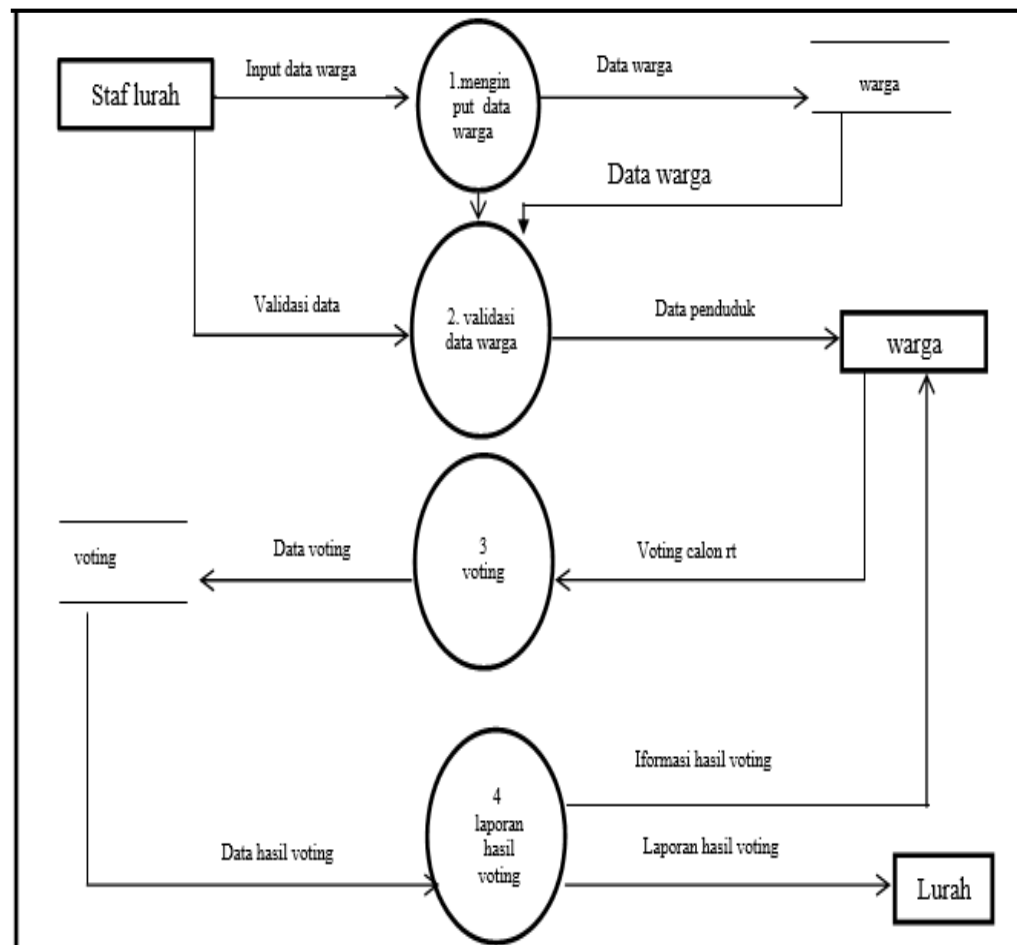 Staf lurah
Input data warga
1.mengin
put data
warga
Data warga
warga
Data warga
Validasi data
2. validasi
data warga
Data penduduk
warga
voting
Data voting
3
voting
Voting calon rt
Iformasi hasil voting
4
laporan
hasil
voting
Data hasil voting
Laporan hasil voting
Lurah